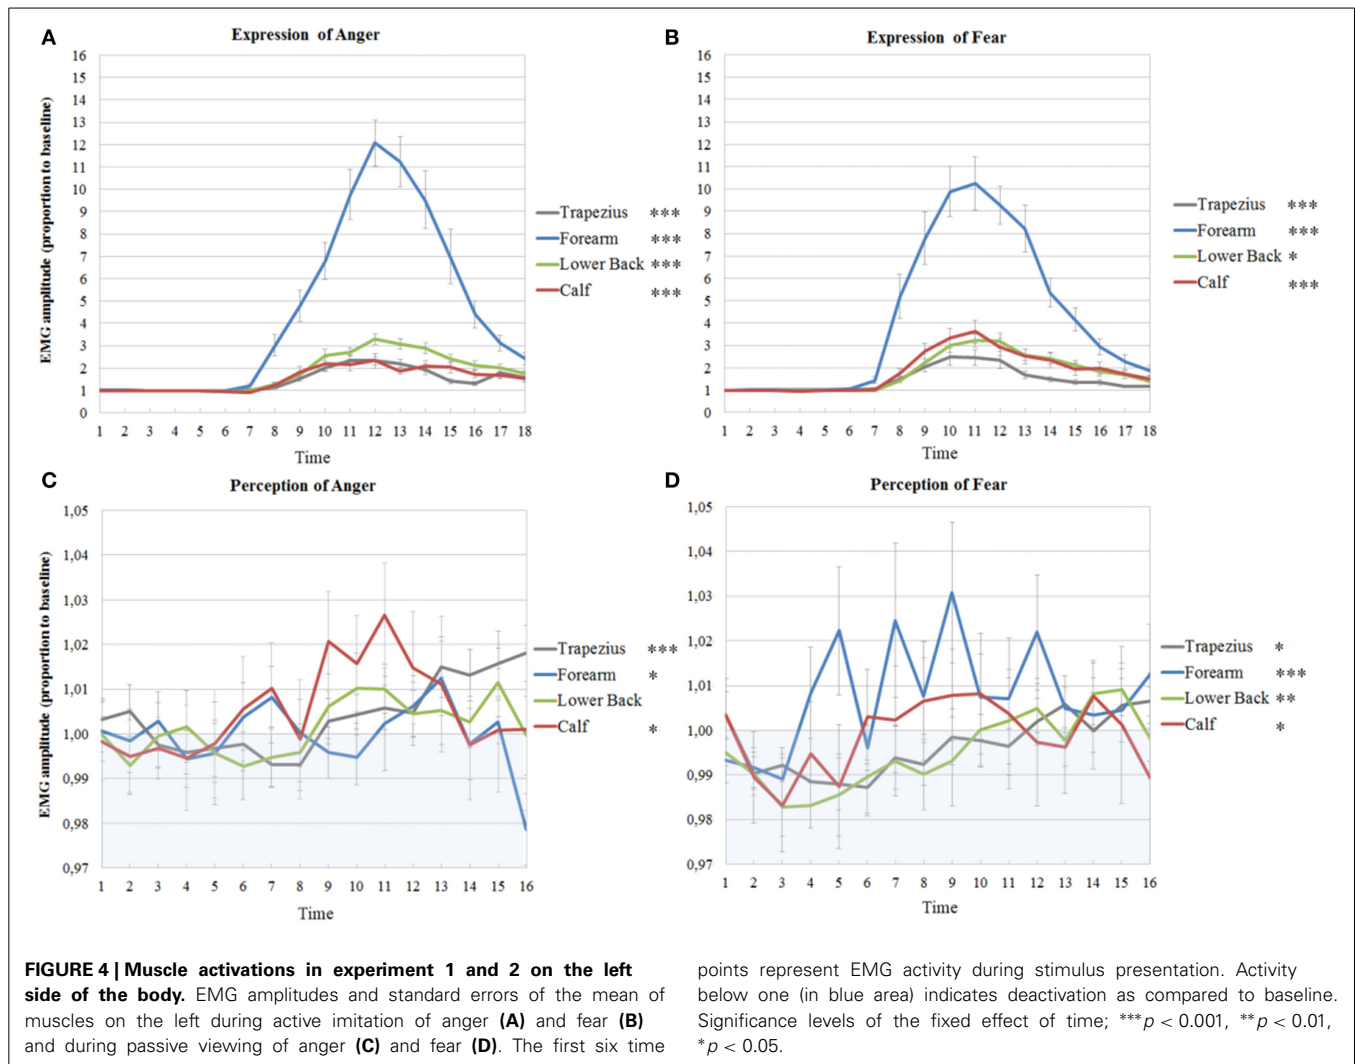 A
Expression of Anger
EMG amplitude (proportion to baseline)
16
15
14
13
12
11
10
9
8
7
6
5
4
3
2
1
0
1 2 3 4 5 6 7 8 9 10 11 12 13 14 15 16 17 18
Time
Trapezius ***
Forearm ***
Lower Back ***
Calf ***
B
Expression of Fear
16
15
14
13
12
11
10
9
8
7
6
5
4
3
2
1
0
1 2 3 4 5 6 7 8 9 10 11 12 13 14 15 16 17 18
Time
Trapezius ***
Forearm ***
Lower Back *
Calf ***
C
Perception of Anger
EMG amplitude (proportion to baseline)
1,05
1,04
1,03
1,02
1,01
1,00
0,99
0,98
0,97
1 2 3 4 5 6 7 8 9 10 11 12 13 14 15 16
Time
Trapezius ***
Forearm *
Lower Back
Calf *
D
Perception of Fear
1,05
1,04
1,03
1,02
1,01
1,00
0,99
0,98
0,97
1 2 3 4 5 6 7 8 9 10 11 12 13 14 15 16
Time
Trapezius *
Forearm ***
Lower Back **
Calf *
FIGURE 4 | Muscle activations in experiment 1 and 2 on the left
side of the body. EMG amplitudes and standard errors of the mean of
muscles on the left during active imitation of anger (A) and fear (B)
and during passive viewing of anger (C) and fear (D). The first six time
points represent EMG activity during stimulus presentation. Activity
below one (in blue area) indicates deactivation as compared to baseline.
Significance levels of the fixed effect of time; ***p < 0.001, **p < 0.01,
*p < 0.05.